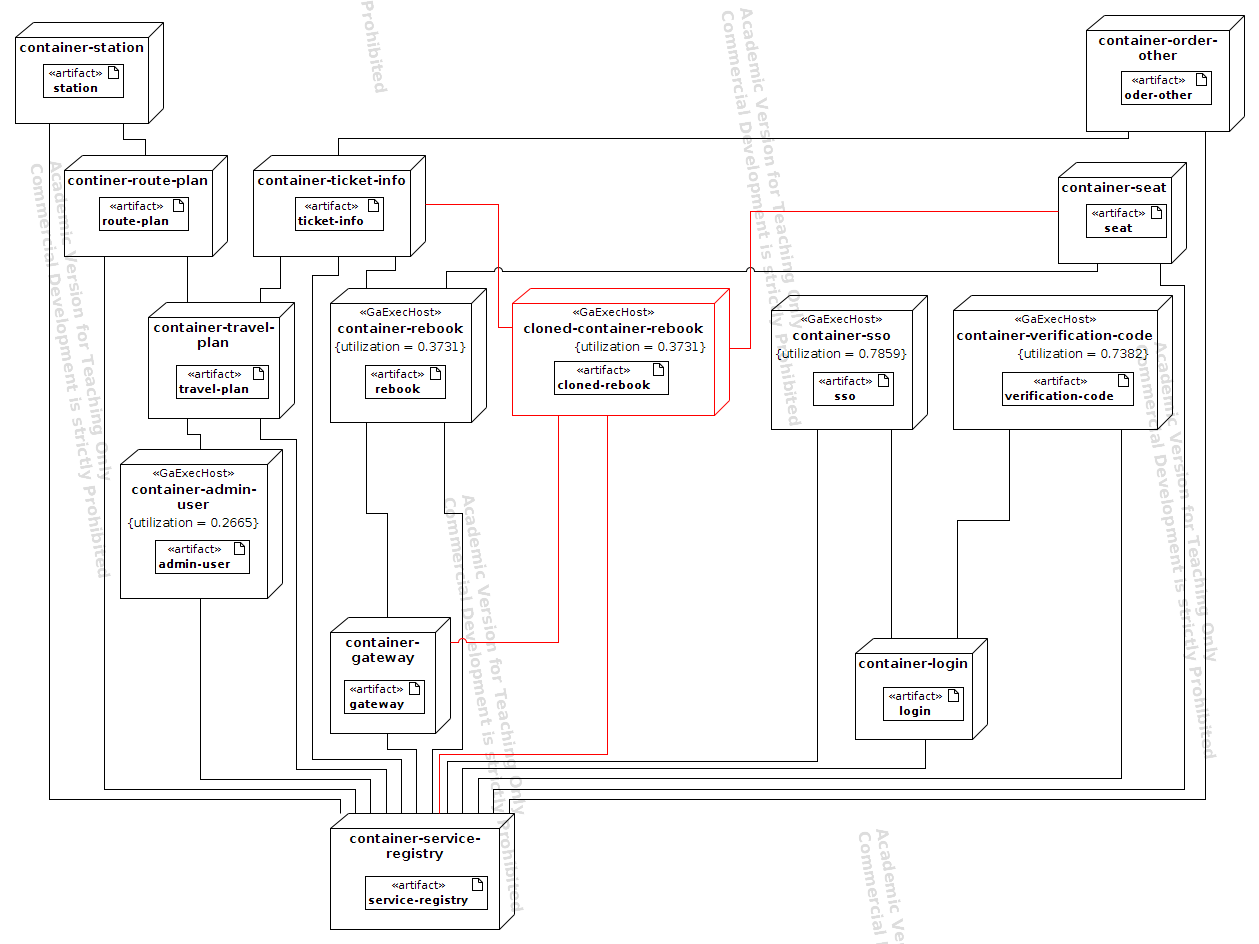 container-station
«artifact»
station
container-order-
other
«artifact»
oder-other
continer-route-plan
«artifact»
route-plan
container-ticket-info
«artifact»
ticket-info
container-seat
«artifact»
seat
container-travel-
plan
«artifact»
travel-plan
«GaExecHost»
container-rebook
{utilization = 0.3731}
«artifact»
rebook
«GaExecHost»
cloned-container-rebook
{utilization = 0.3731}
«artifact»
cloned-rebook
«GaExecHost»
container-sso
{utilization = 0.7859}
«artifact»
sso
«GaExecHost»
container-verification-code
{utilization = 0.7382}
«artifact»
verification-code
«GaExecHost»
container-admin-
user
{utilization = 0.2665}
«artifact»
admin-user
container-
gateway
«artifact»
gateway
container-login
«artifact»
login
container-service-
registry
«artifact»
service-registry
Prohibited
Academic Version for Teaching Only
Commercial Development is strictly Prohibited
Academic Version for Teaching Only
Commercial Development is strictly Prohibited
Academic Version for Teaching Only
Commercial Development is strictly Prohibited
Academic Version for Teaching Only
Commercial Development is strictly Prohibited
Academic Ve
Commercial